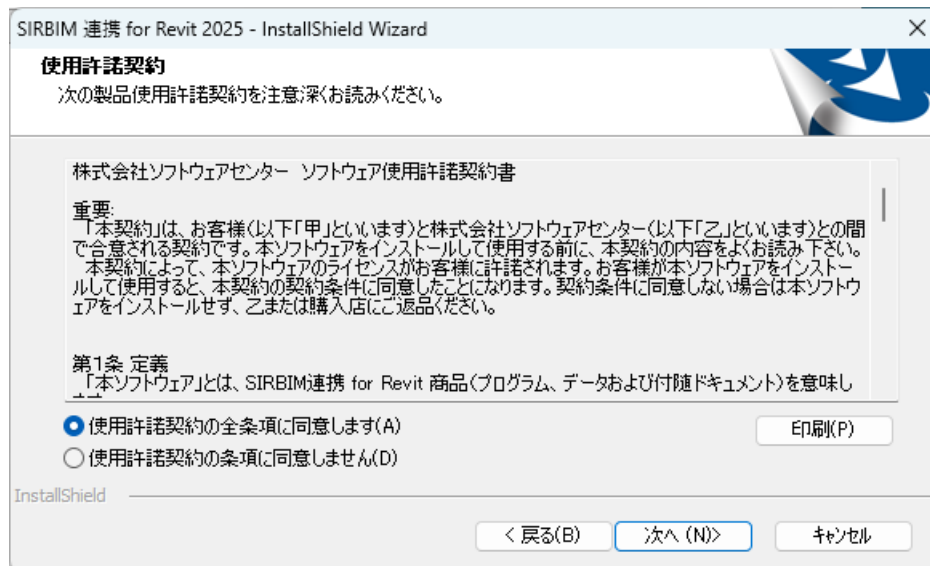 SIRBIM 連携 for Revit 2025 - InstallShield Wizard
使用許諾契約
次の製品使用許諾契約を注意深くお読みください。
株式会社ソフトウェアセンター ソフトウェア使用許諾契約書
重要:
「本契約」は、お客様(以下「甲」といいます)と株式会社ソフトウェアセンター(以下「乙」といいます)との間
で合意される契約です。本ソフトウェアをインストールして使用する前に、本契約の内容をよくお読み下さい。
本契約によって、本ソフトウェアのライセンスがお客様に許諾されます。お客様が本ソフトウェアをインストー
ルして使用すると、本契約の契約条件に同意したことになります。契約条件に同意しない場合は本ソフトウ
ェアをインストールせず、乙または購入店にご返品ください。
第1条 定義
「本ソフトウェア」とは、SIRBIM連携 for Revit 商品(プログラム、データおよび付随ドキュメント)を意味し
使用許諾契約の全条項に同意します(A)
印刷(P)
使用許諾契約の条項に同意しません(D)
InstallShield
< 戻る(B)
次へ (N)>
キャンセル